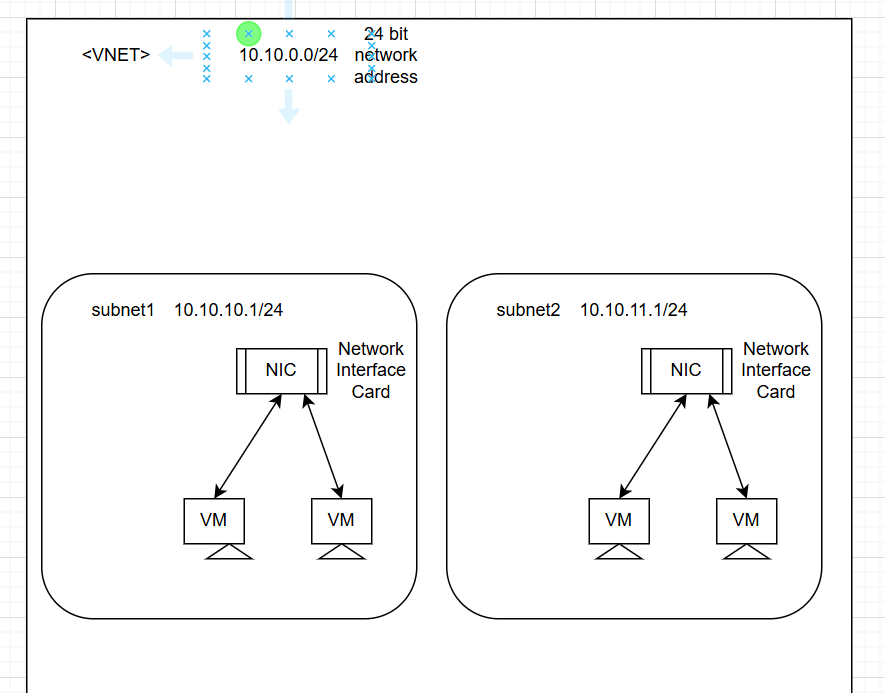 <VNET>
10.10.0.0/24
24 bit
network
address
subnet1 10.10.10.1/24
NIC
Network
Interface
Card
VM
VM
subnet2 10.10.11.1/24
NIC
Network
Interface
Card
VM
VM